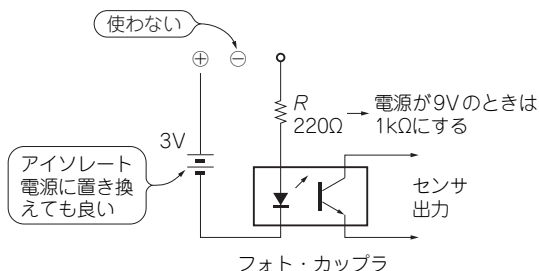 使わない
⊕ ⊖
R
220Ω
電源が9Vのときは
1kΩにする
3V
アイソレート
電源に置き換
えても良い
センサ
出力
フォト・カップラ